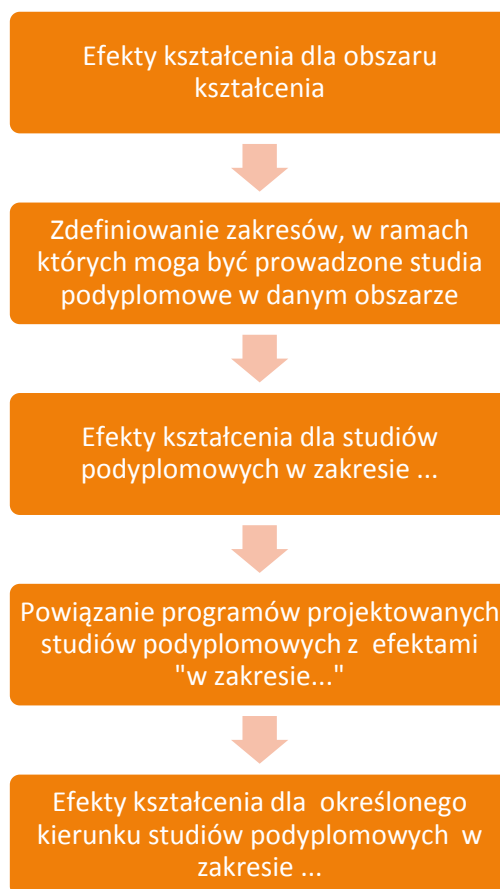 Efekty kształcenia dla obszaru
kształcenia
Zdefiniowanie zakresów, w ramach
których moga być prowadzone studia
podyplomowe w danym obszarze
Efekty kształcenia dla studiów
podyplomowych w zakresie ...
Powiązanie programów projektowanych
studiów podyplomowych z efektami
"w zakresie..."
Efekty kształcenia dla określonego
kierunku studiów podyplomowych w
zakresie ...